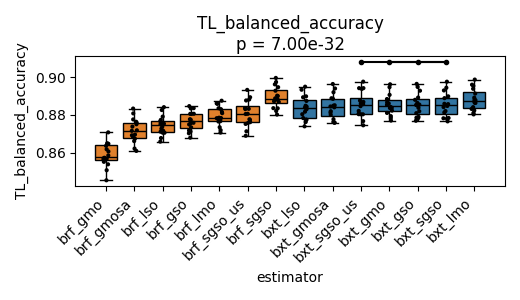 TL_balanced_accuracy
p = 7.00e-32
TL_balanced_accuracy
0.90
0.88
0.86
brf_gmo
brf_gmosa
brf_lso
brf_gso
brf_lmo
brf_sgso_us
brf_sgso
bxt_lso
bxt_gmosa
bxt_sgso_us
bxt_gmo
bxt_gso
bxt_sgso
bxt_lmo
estimator